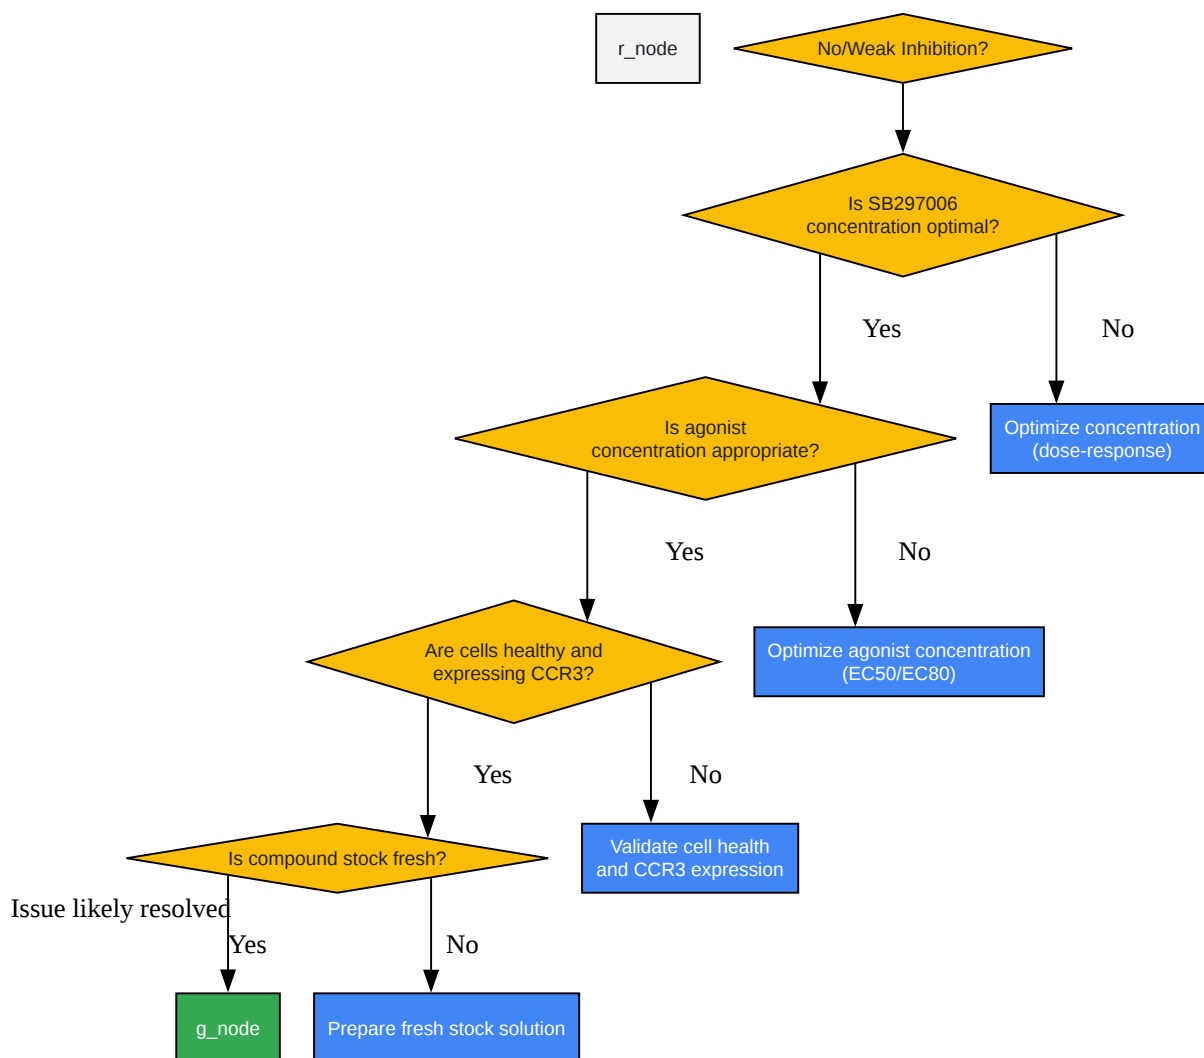 r_node
No/Weak Inhibition?
Is SB297006
concentration optimal?
Yes
No
Is agonist
concentration appropriate?
Optimize concentration
(dose-response)
Yes
No
Are cells healthy and
expressing CCR3?
Optimize agonist concentration
(EC50/EC80)
Yes
No
Is compound stock fresh?
Validate cell health
and CCR3 expression
Issue likely resolved
Yes
No
g_node
Prepare fresh stock solution